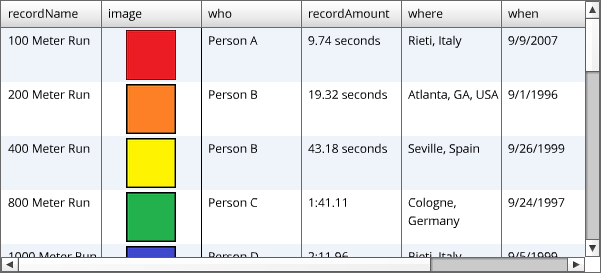 recordName image who recordAmount where when
100 Meter Run Person A 9.74 seconds Rieti, Italy 9/9/2007
200 Meter Run Person B 19.32 seconds Atlanta, GA, USA 9/1/1996
400 Meter Run Person B 43.18 seconds Seville, Spain 9/26/1999
800 Meter Run Person C 1:41.11 Cologne, 9/24/1997
Germany
1000 Meter Run Person D 2:11.96 Rieti, Italy 9/5/1999